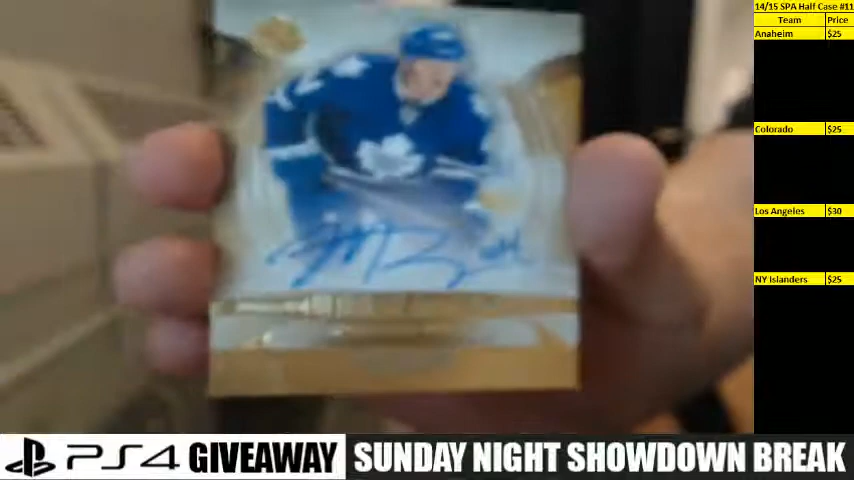 14/15 SPA Half Case #11
Team Price
Anaheim $25
Colorado $25
Los Angeles $30
NY Islanders $25
PS4 GIVEAWAY SUNDAY NIGHT SHOWDOWN BREAK